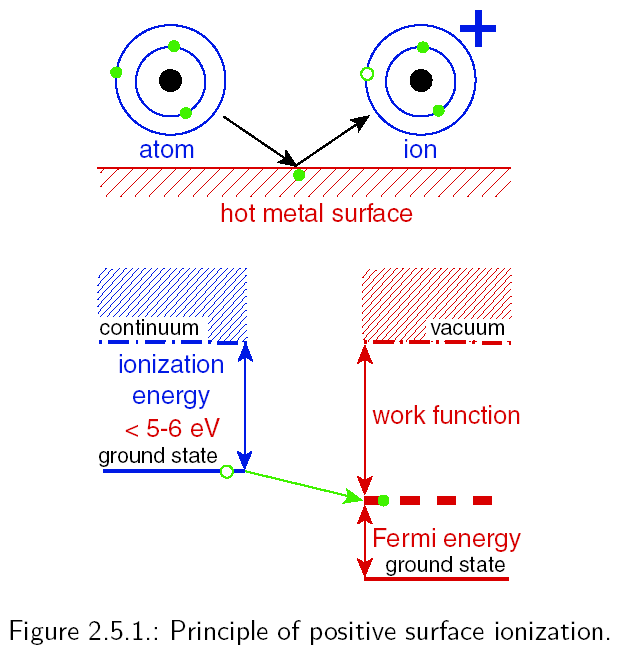 atom
ion
hot metal surface
continuum
vacuum
ionization
energy
< 5-6 eV
ground state
work function
Fermi energy
ground state
Figure 2.5.1.: Principle of positive surface ionization.